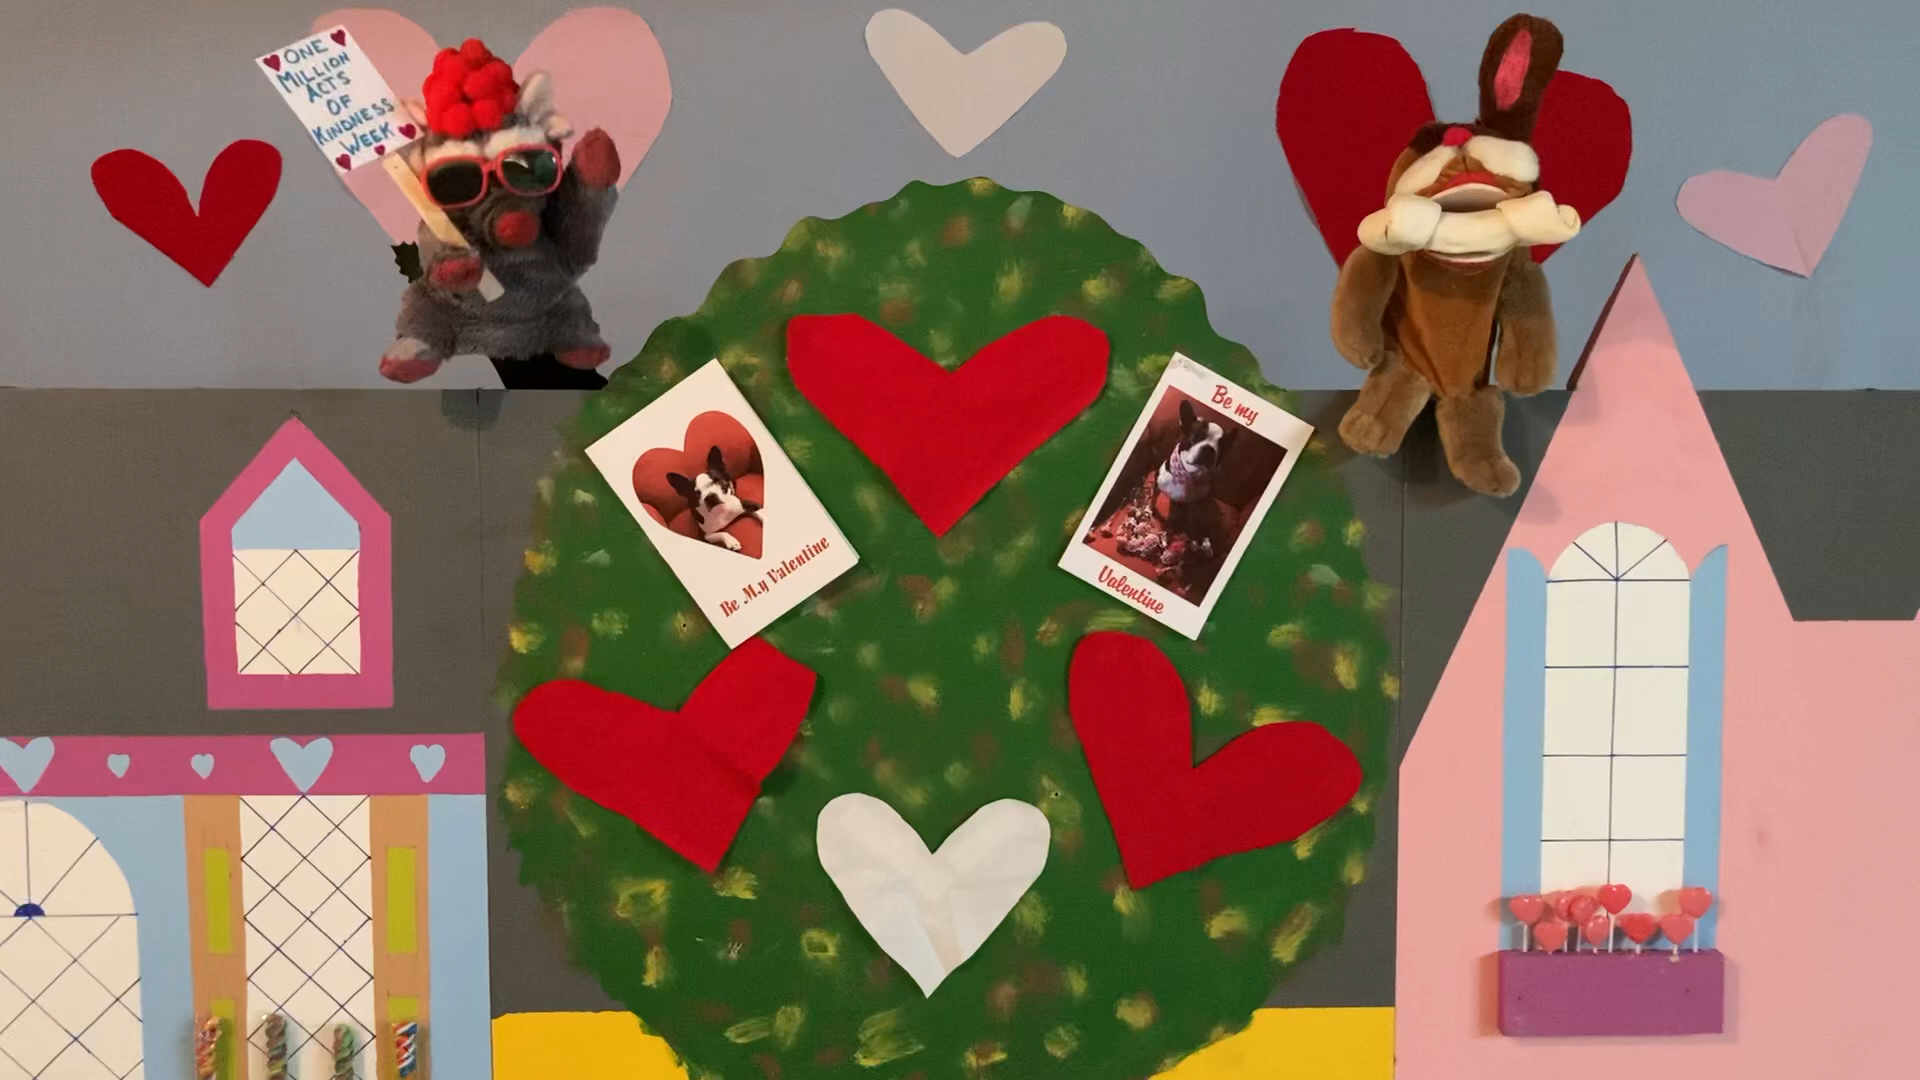 ONE
MILLION
ACTS
OF
KINDNESS
WEEK
Be My Valentine
Be my
Valentine